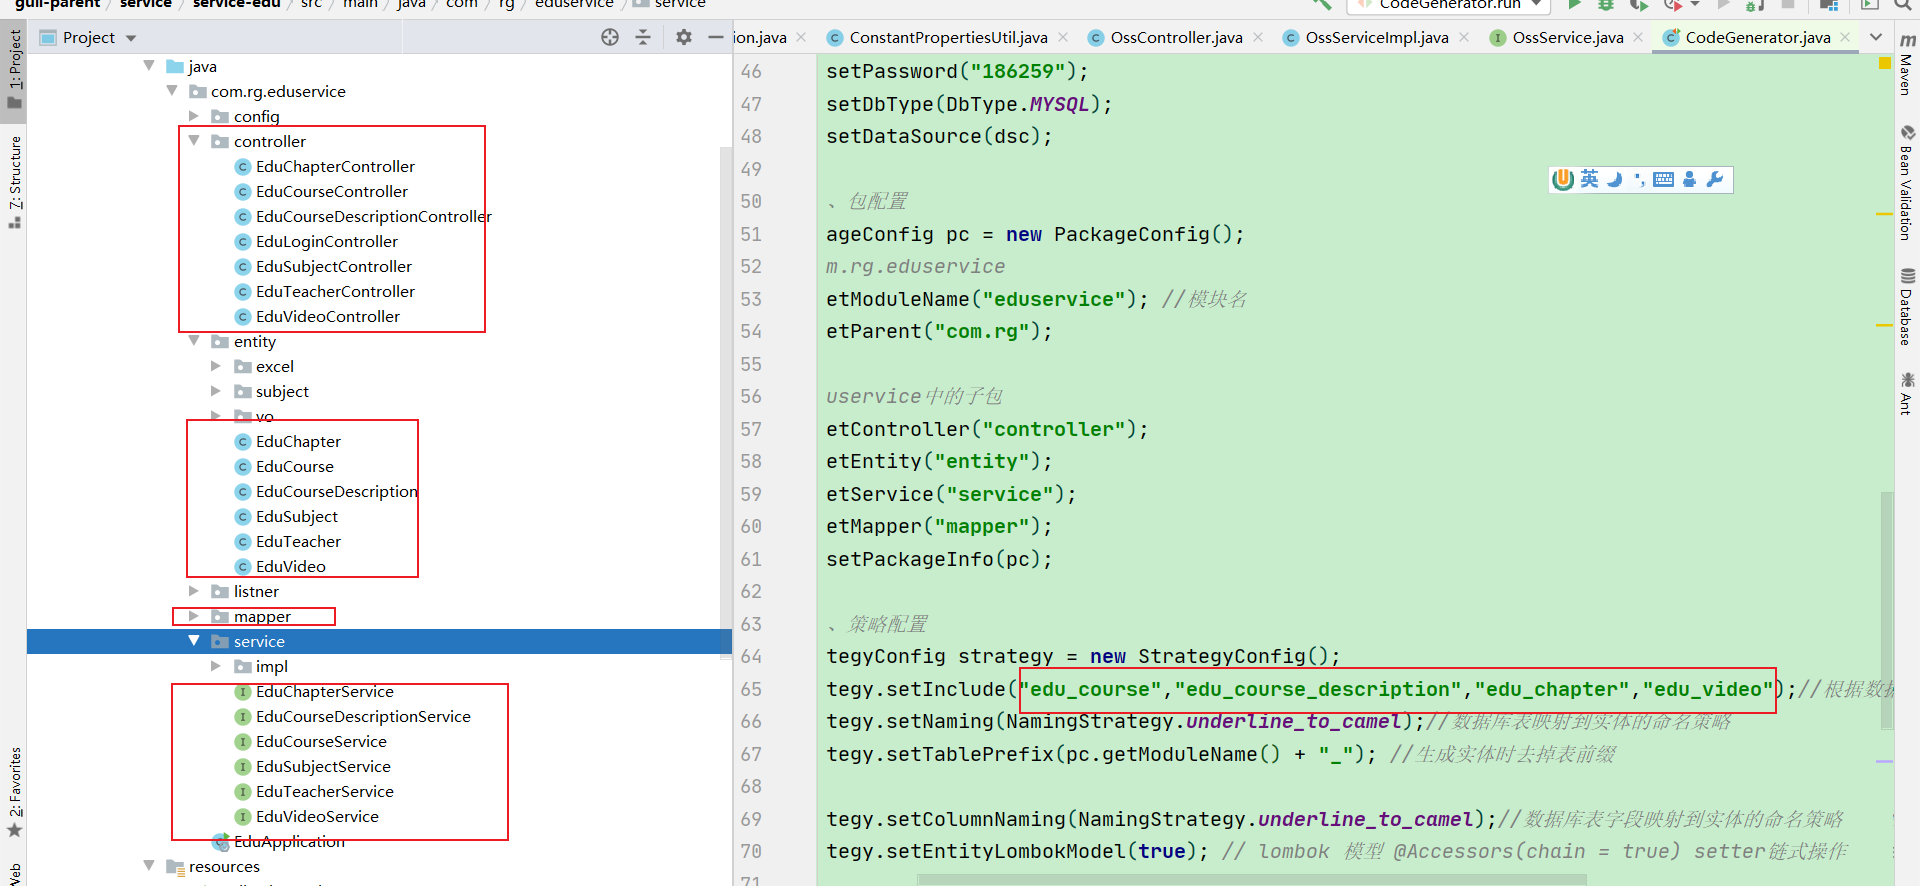 guli-parent / service / service-edu / src / main / java / com / rg / eduservice / service
CodeGenerator.run
Project
ion.java
ConstantPropertiesUtil.java
OssController.java
OssServiceImpl.java
OssService.java
CodeGenerator.java
1: Project
7: Structure
2: Favorites
Web
java
com.rg.eduservice
config
controller
EduChapterController
EduCourseController
EduCourseDescriptionController
EduLoginController
EduSubjectController
EduTeacherController
EduVideoController
entity
excel
subject
vo
EduChapter
EduCourse
EduCourseDescription
EduSubject
EduTeacher
EduVideo
listner
mapper
service
impl
EduChapterService
EduCourseDescriptionService
EduCourseService
EduSubjectService
EduTeacherService
EduVideoService
EduApplication
resources
46 setPassword("186259");
47 setDbType(DbType.MYSQL);
48 setDataSource(dsc);
49
50 、包配置
51 ageConfig pc = new PackageConfig();
52 m.rg.eduservice
53 etModuleName("eduservice"); //模块名
54 etParent("com.rg");
55
56 uservice中的子包
57 etController("controller");
58 etEntity("entity");
59 etService("service");
60 etMapper("mapper");
61 setPackageInfo(pc);
62
63 、策略配置
64 tegyConfig strategy = new StrategyConfig();
65 tegy.setInclude("edu_course","edu_course_description","edu_chapter","edu_video");//根据数据
66 tegy.setNaming(NamingStrategy.underline_to_camel);//数据库表映射到实体的命名策略
67 tegy.setTablePrefix(pc.getModuleName() + "_"); //生成实体时去掉表前缀
68
69 tegy.setColumnNaming(NamingStrategy.underline_to_camel);//数据库表字段映射到实体的命名策略
70 tegy.setEntityLombokModel(true); // lombok 模型 @Accessors(chain = true) setter链式操作
71
英
m
Maven
Bean Validation
Database
Ant